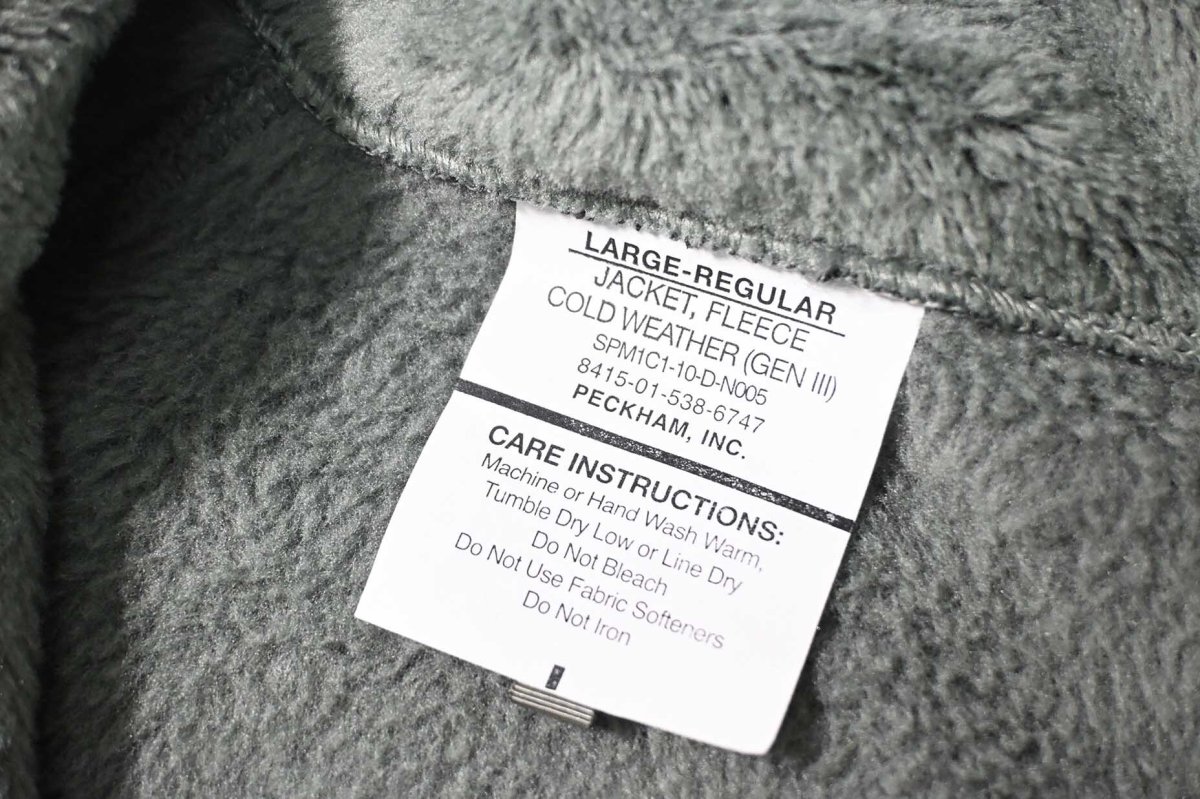 LARGE-REGULAR
JACKET, FLEECE
COLD WEATHER (GEN III)
SPM1C1-10-D-N005
8415-01-538-6747
PECKHAM, INC.
CARE INSTRUCTIONS:
Machine or Hand Wash Warm,
Tumble Dry Low or Line Dry
Do Not Bleach
Do Not Use Fabric Softeners
Do Not Iron